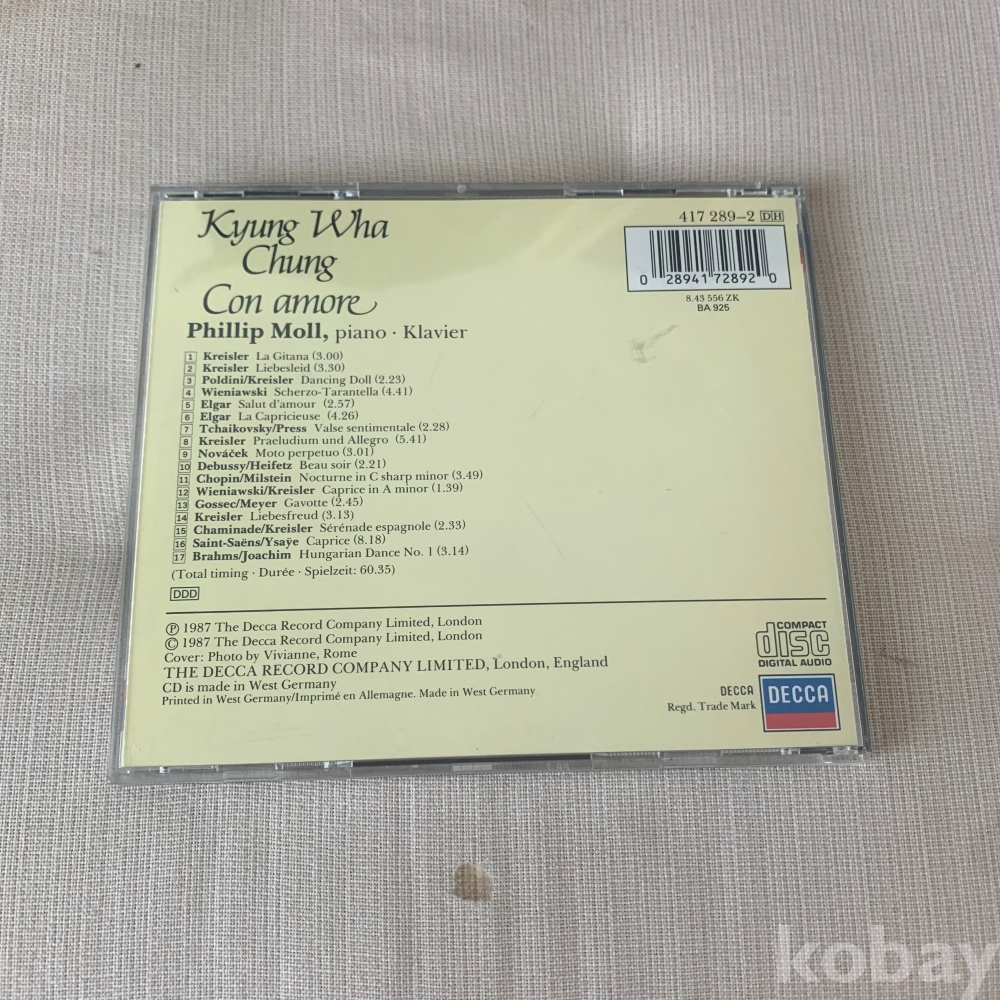 Kyung Wha
Chung
Con amore
Phillip Moll, piano · Klavier
417 289-2 DH
0 28941 72892 0
8.43 556 ZK
BA 925
1 Kreisler La Gitana (3.00)
2 Kreisler Liebesleid (3.30)
3 Poldini/Kreisler Dancing Doll (2.23)
4 Wieniawski Scherzo-Tarantella (4.41)
5 Elgar Salut d'amour (2.57)
6 Elgar La Capricieuse (4.26)
7 Tchaikovsky/Press Valse sentimentale (2.28)
8 Kreisler Praeludium und Allegro (5.41)
9 Nováček Moto perpetuo (3.01)
10 Debussy/Heifetz Beau soir (2.21)
11 Chopin/Milstein Nocturne in C sharp minor (3.49)
12 Wieniawski/Kreisler Caprice in A minor (1.39)
13 Gossec/Meyer Gavotte (2.45)
14 Kreisler Liebesfreud (3.13)
15 Chaminade/Kreisler Sérénade espagnole (2.33)
16 Saint-Saëns/Ysaÿe Caprice (8.18)
17 Brahms/Joachim Hungarian Dance No. 1 (3.14)
(Total timing · Durée · Spielzeit: 60.35)
DDD
℗ 1987 The Decca Record Company Limited, London
© 1987 The Decca Record Company Limited, London
Cover: Photo by Vivianne, Rome
THE DECCA RECORD COMPANY LIMITED, London, England
CD is made in West Germany
Printed in West Germany/Imprimé en Allemagne. Made in West Germany
COMPACT
disc
DIGITAL AUDIO
DECCA
Regd. Trade Mark
DECCA
kobay